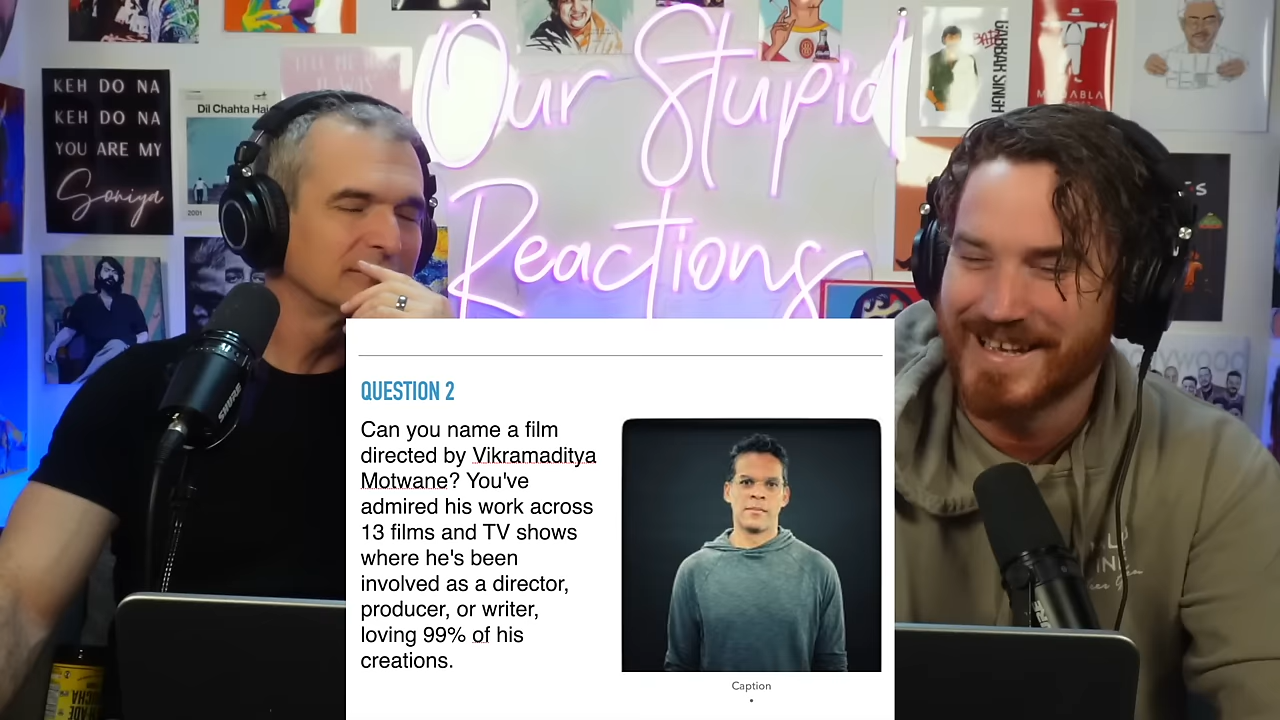 Our Stupid
Reactions
KEH DO NA
KEH DO NA
YOU ARE MY
Soniya
Dil Chahta Hai
2001
GABBAR SINGH
SHURE
QUESTION 2
Can you name a film
directed by Vikramaditya
Motwane? You've
admired his work across
13 films and TV shows
where he's been
involved as a director,
producer, or writer,
loving 99% of his
creations.
Caption